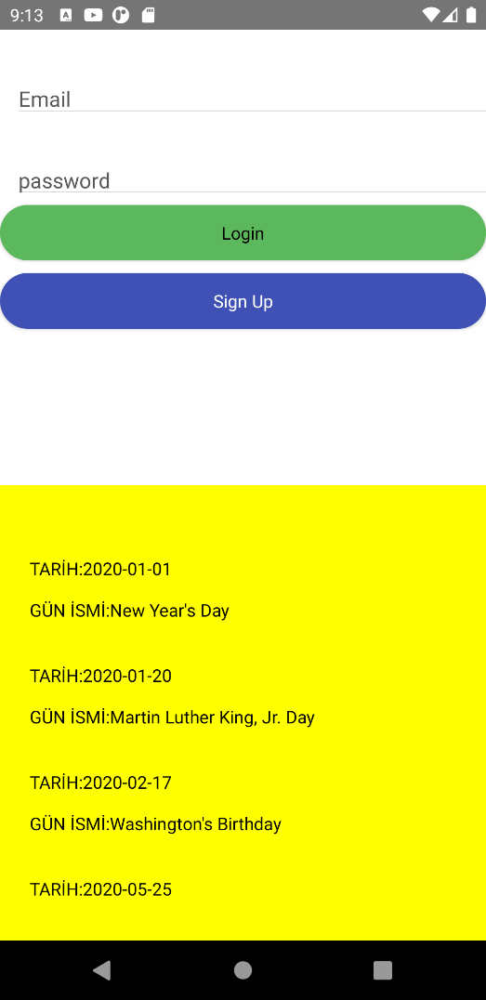 9:13
Email
password
Login
Sign Up
TARİH:2020-01-01
GÜN İSMİ:New Year's Day
TARİH:2020-01-20
GÜN İSMİ:Martin Luther King, Jr. Day
TARİH:2020-02-17
GÜN İSMİ:Washington's Birthday
TARİH:2020-05-25